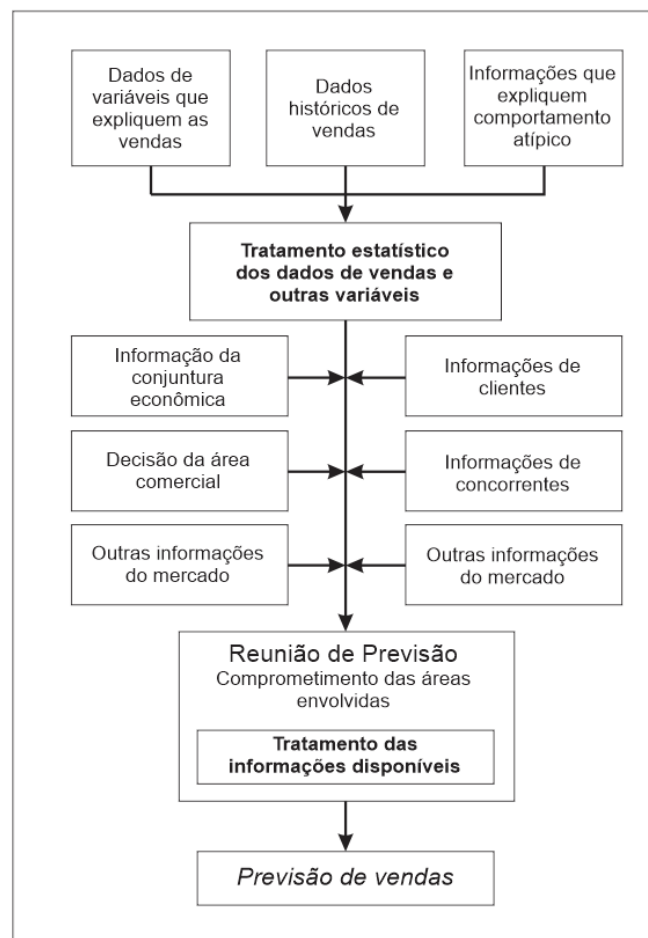 Dados de
variáveis que
expliquem as
vendas
Dados
históricos de
vendas
Informações que
expliquem
comportamento
atípico
Tratamento estatístico
dos dados de vendas e
outras variáveis
Informação da
conjuntura
econômica
Informações de
clientes
Decisão da área
comercial
Informações de
concorrentes
Outras informações
do mercado
Outras informações
do mercado
Reunião de Previsão
Comprometimento das áreas
envolvidas
Tratamento das
informações disponíveis
Previsão de vendas